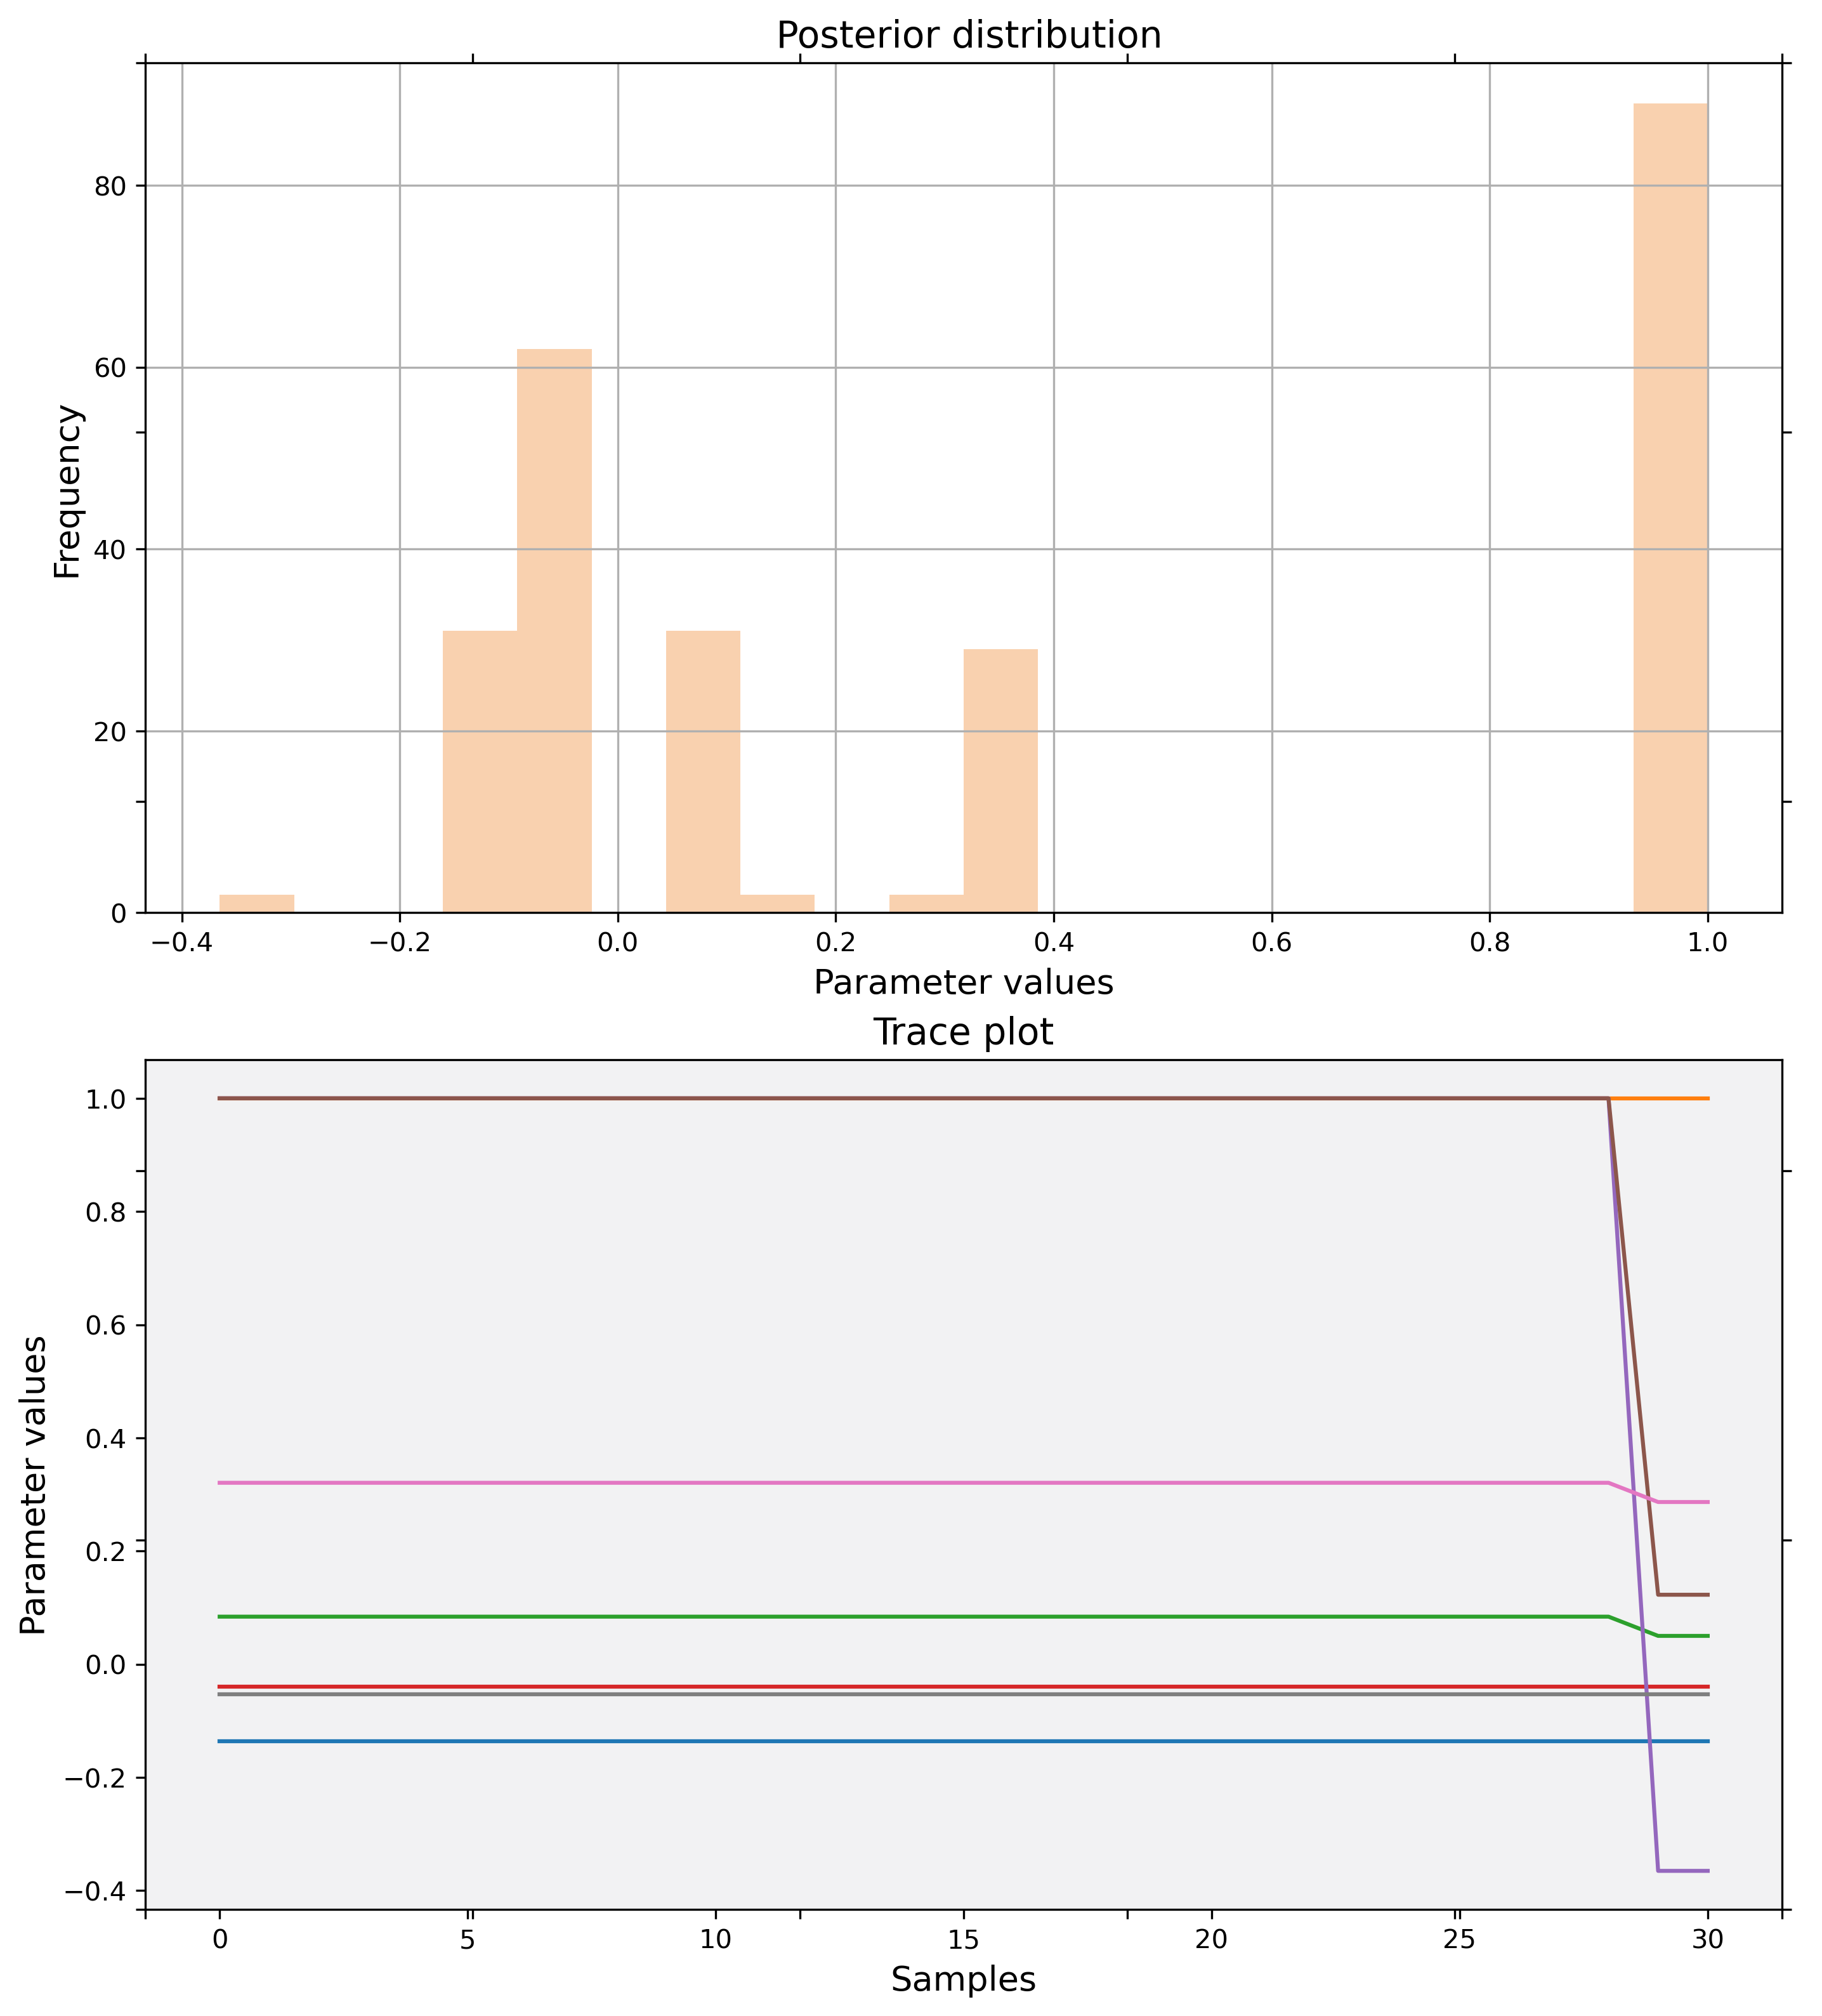 Posterior distribution
Frequency
80
60
40
20
0
−0.4 −0.2 0.0 0.2 0.4 0.6 0.8 1.0
Parameter values
Trace plot
Parameter values
1.0
0.8
0.6
0.4
0.2
0.0
−0.2
−0.4
0 5 10 15 20 25 30
Samples